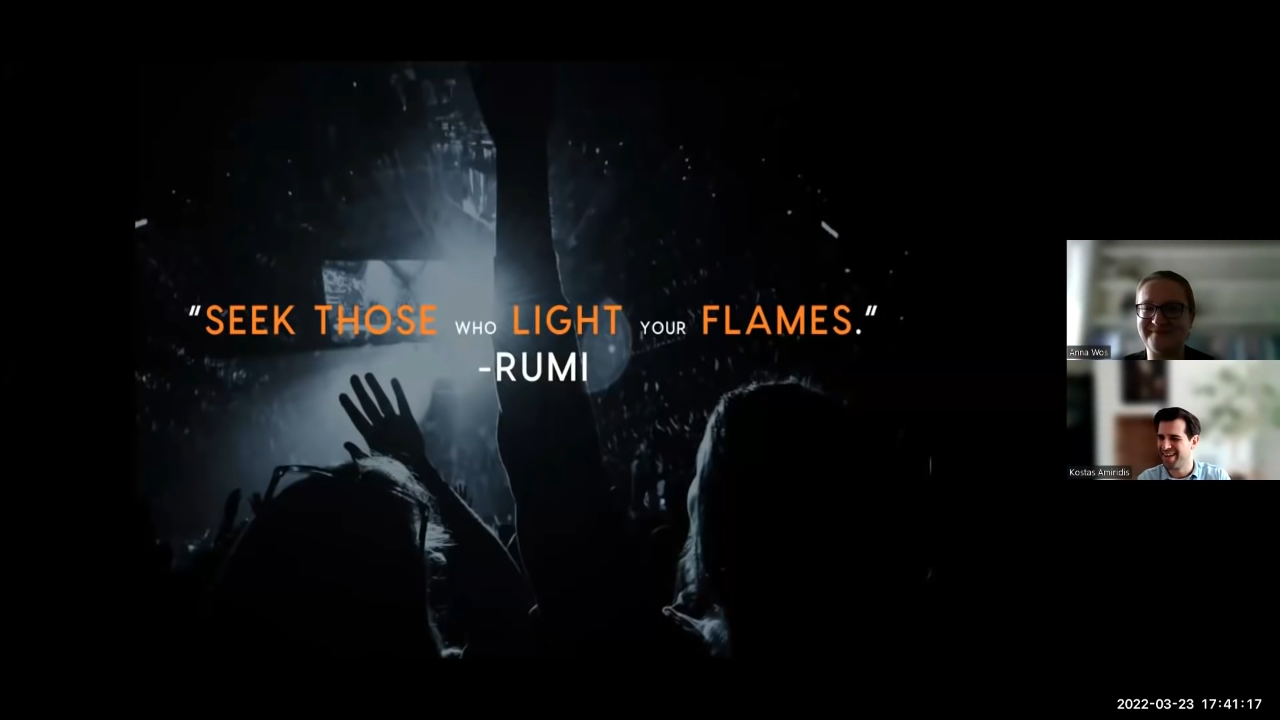 "SEEK THOSE WHO LIGHT YOUR FLAMES."
-RUMI
Anna Wos
Kostas Amiridis
2022-03-23 17:41:17